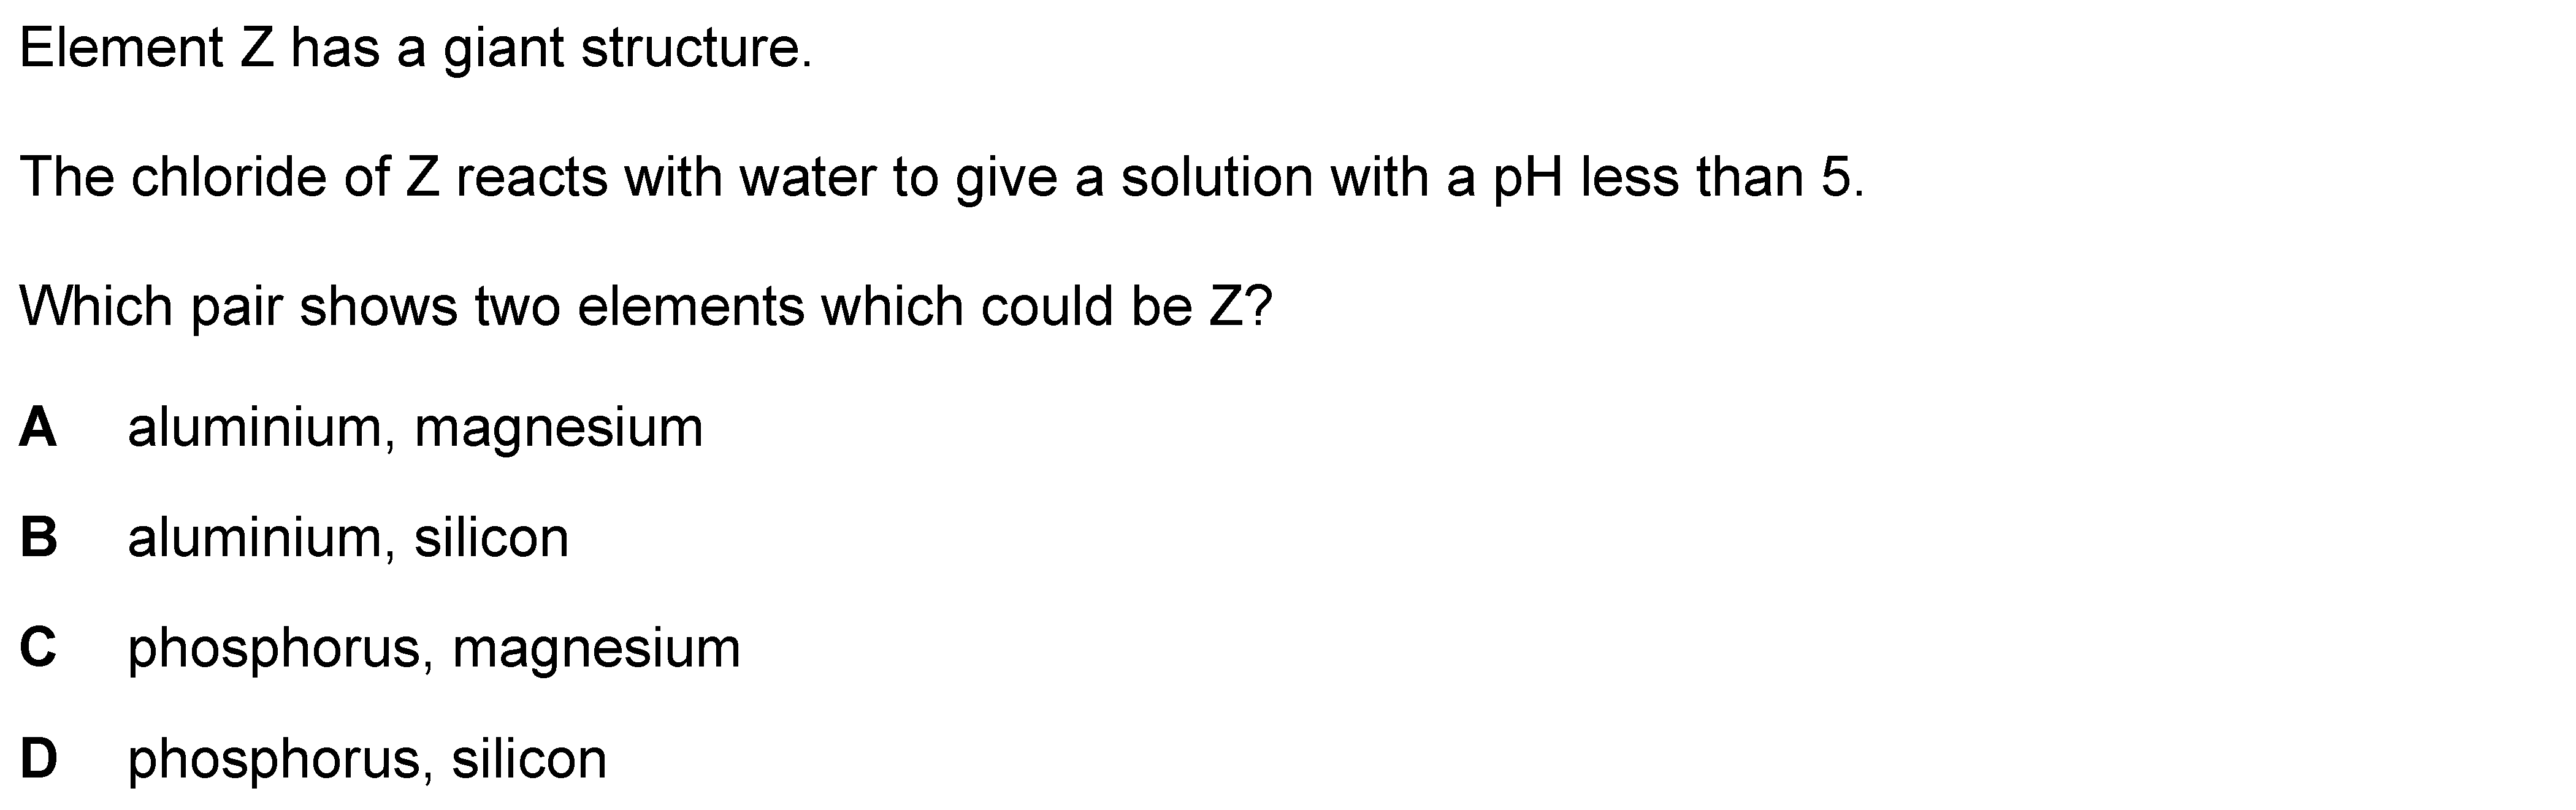 Element Z has a giant structure.
The chloride of Z reacts with water to give a solution with a pH less than 5.
Which pair shows two elements which could be Z?
A aluminium, magnesium
B aluminium, silicon
C phosphorus, magnesium
D phosphorus, silicon